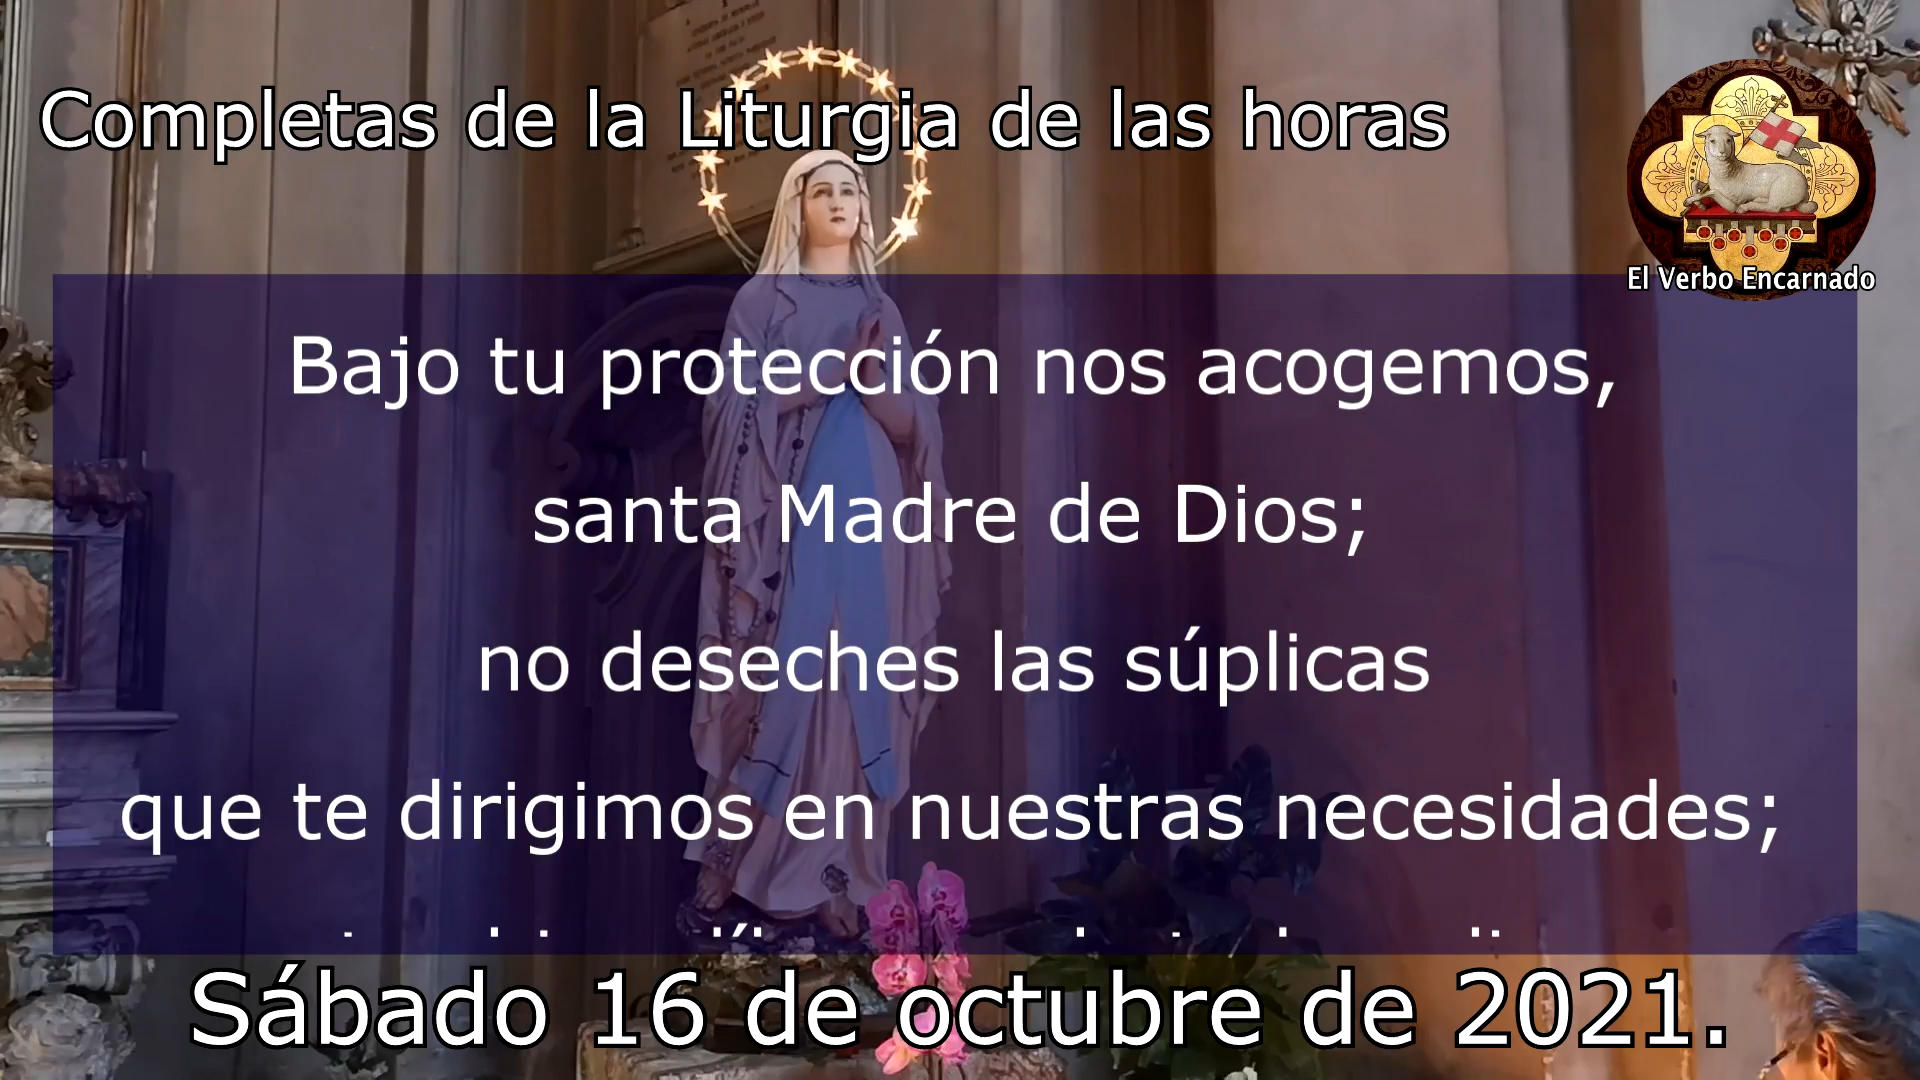 Completas de la Liturgia de las horas
El Verbo Encarnado
Bajo tu protección nos acogemos,
santa Madre de Dios;
no deseches las súplicas
que te dirigimos en nuestras necesidades;
Sábado 16 de octubre de 2021.